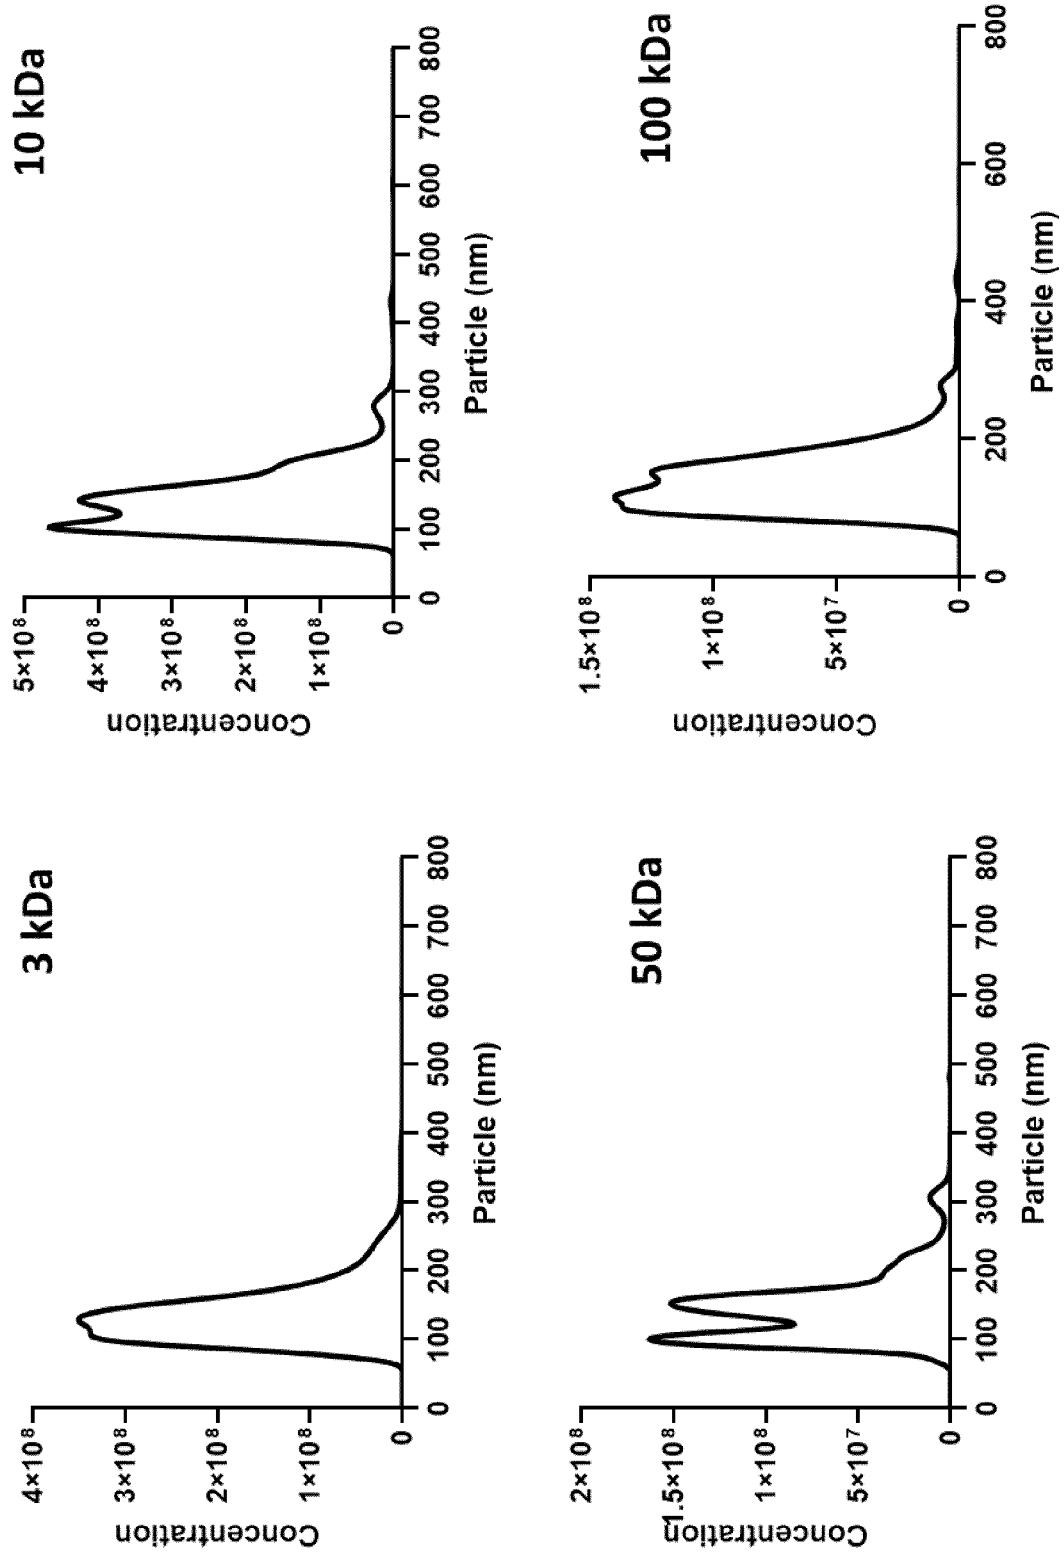 3 kDa
Concentration
4×10⁸
3×10⁸
2×10⁸
1×10⁸
0
0 100 200 300 400 500 600 700 800
Particle (nm)
10 kDa
Concentration
5×10⁸
4×10⁸
3×10⁸
2×10⁸
1×10⁸
0
0 100 200 300 400 500 600 700 800
Particle (nm)
50 kDa
Concentration
2×10⁸
1.5×10⁸
1×10⁸
5×10⁷
0
0 100 200 300 400 500 600 700 800
Particle (nm)
100 kDa
Concentration
1.5×10⁸
1×10⁸
5×10⁷
0
0 200 400 600 800
Particle (nm)